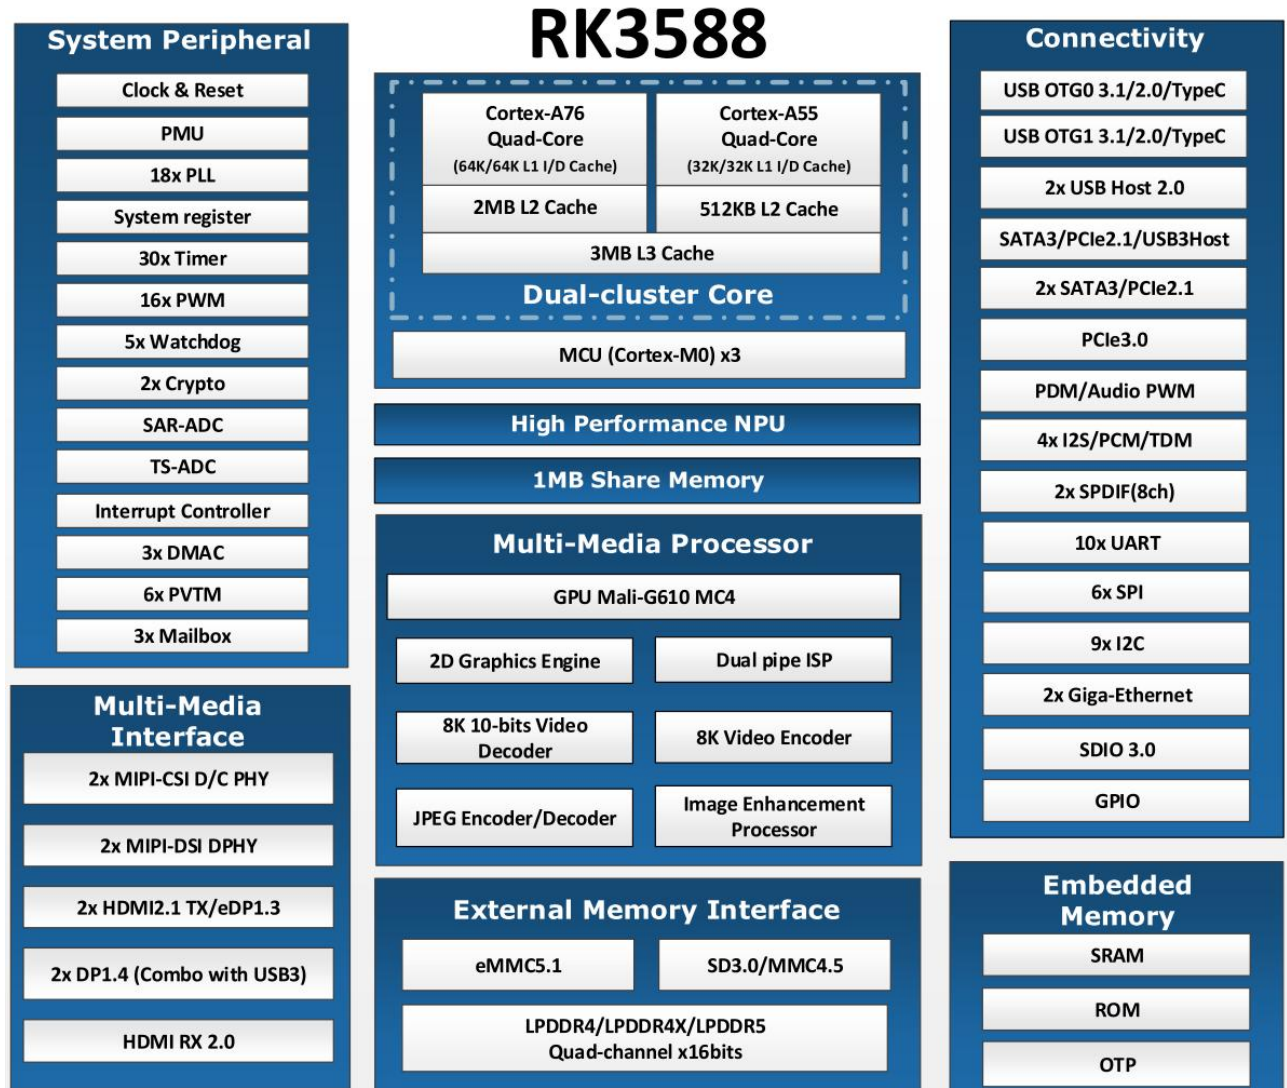 RK3588
System Peripheral
Clock & Reset
PMU
18x PLL
System register
30x Timer
16x PWM
5x Watchdog
2x Crypto
SAR-ADC
TS-ADC
Interrupt Controller
3x DMAC
6x PVTM
3x Mailbox
Multi-Media
Interface
2x MIPI-CSI D/C PHY
2x MIPI-DSI DPHY
2x HDMI2.1 TX/eDP1.3
2x DP1.4 (Combo with USB3)
HDMI RX 2.0
Cortex-A76
Quad-Core
(64K/64K L1 I/D Cache)
2MB L2 Cache
Cortex-A55
Quad-Core
(32K/32K L1 I/D Cache)
512KB L2 Cache
3MB L3 Cache
Dual-cluster Core
MCU (Cortex-M0) x3
High Performance NPU
1MB Share Memory
Multi-Media Processor
GPU Mali-G610 MC4
2D Graphics Engine
Dual pipe ISP
8K 10-bits Video
Decoder
8K Video Encoder
JPEG Encoder/Decoder
Image Enhancement
Processor
External Memory Interface
eMMC5.1
SD3.0/MMC4.5
LPDDR4/LPDDR4X/LPDDR5
Quad-channel x16bits
Connectivity
USB OTG0 3.1/2.0/TypeC
USB OTG1 3.1/2.0/TypeC
2x USB Host 2.0
SATA3/PCIe2.1/USB3Host
2x SATA3/PCIe2.1
PCIe3.0
PDM/Audio PWM
4x I2S/PCM/TDM
2x SPDIF(8ch)
10x UART
6x SPI
9x I2C
2x Giga-Ethernet
SDIO 3.0
GPIO
Embedded
Memory
SRAM
ROM
OTP